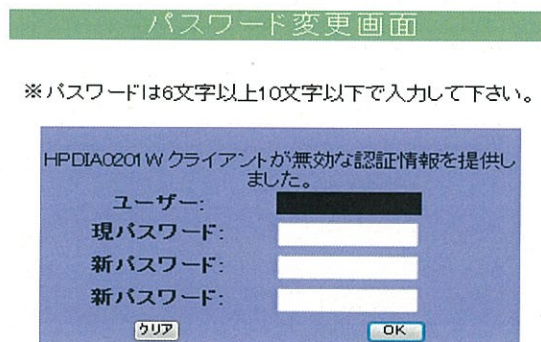 パスワード変更画面
※パスワードは6文字以上10文字以下で入力して下さい。
HPDIA0201W クライアントが無効な認証情報を提供し
ました。
ユーザー:
現パスワード:
新パスワード:
新パスワード:
クリア
OK